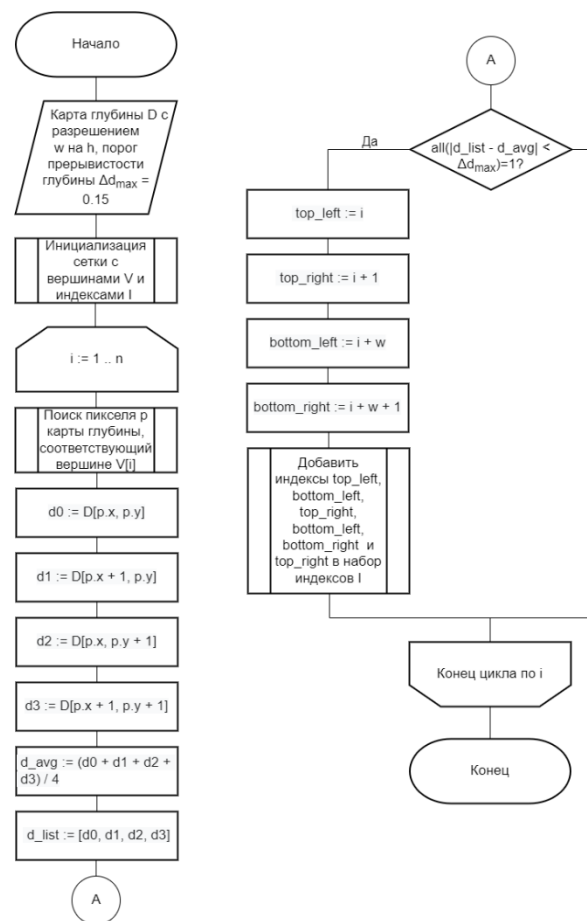 Начало
Карта глубины D с
разрешением
w на h, порог
прерывистости
глубины Δd_max =
0.15
Инициализация
сетки с
вершинами V и
индексами I
i := 1 .. n
Поиск пикселя p
карты глубины,
соответствующий
вершине V[i]
d0 := D[p.x, p.y]
d1 := D[p.x + 1, p.y]
d2 := D[p.x, p.y + 1]
d3 := D[p.x + 1, p.y + 1]
d_avg := (d0 + d1 + d2 +
d3) / 4
d_list := [d0, d1, d2, d3]
A
A
all(|d_list - d_avg| <
Δd_max)=1?
Да
top_left := i
top_right := i + 1
bottom_left := i + w
bottom_right := i + w + 1
Добавить
индексы top_left,
bottom_left,
top_right,
bottom_left,
bottom_right и
top_right в набор
индексов I
Конец цикла по i
Конец